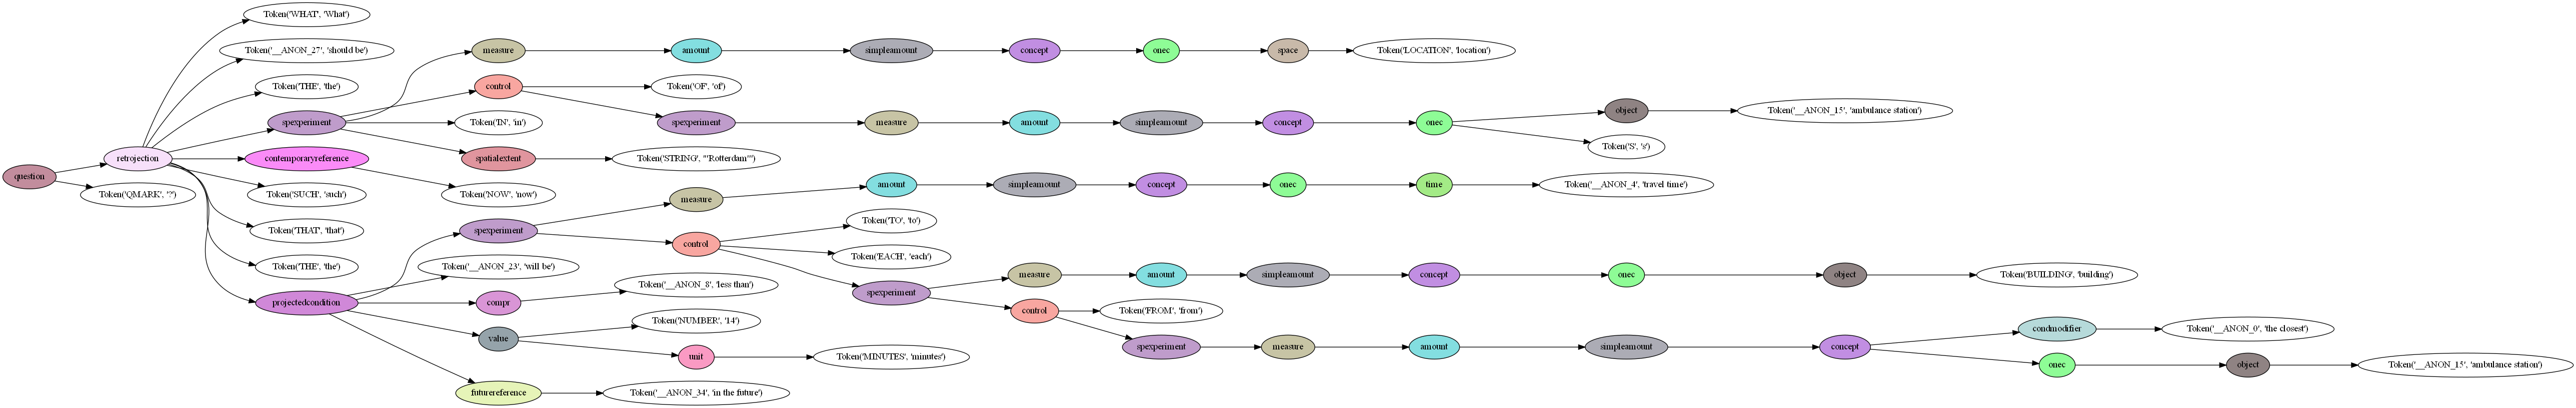 Token('WHAT', 'What')
Token('__ANON_27', 'should be')
measure
amount
simpleamount
concept
onec
space
Token('LOCATION', 'location')
Token('THE', 'the')
control
Token('OF', 'of')
spexperiment
Token('IN', 'in')
spexperiment
measure
amount
simpleamount
concept
onec
object
Token('__ANON_15', 'ambulance station')
Token('S', 's')
retrojection
contemporaryreference
spatialextent
Token('STRING', "'Rotterdam'")
question
Token('QMARK', '?')
Token('SUCH', 'such')
Token('NOW', 'now')
measure
amount
simpleamount
concept
onec
time
Token('__ANON_4', 'travel time')
Token('THAT', 'that')
spexperiment
control
Token('TO', 'to')
Token('EACH', 'each')
Token('THE', 'the')
Token('__ANON_23', 'will be')
spexperiment
measure
amount
simpleamount
concept
onec
object
Token('BUILDING', 'building')
projectedcondition
compr
Token('__ANON_8', 'less than')
control
Token('FROM', 'from')
value
Token('NUMBER', '14')
unit
Token('MINUTES', 'minutes')
spexperiment
measure
amount
simpleamount
concept
condmodifier
Token('__ANON_0', 'the closest')
onec
object
Token('__ANON_15', 'ambulance station')
futurereference
Token('__ANON_34', 'in the future')